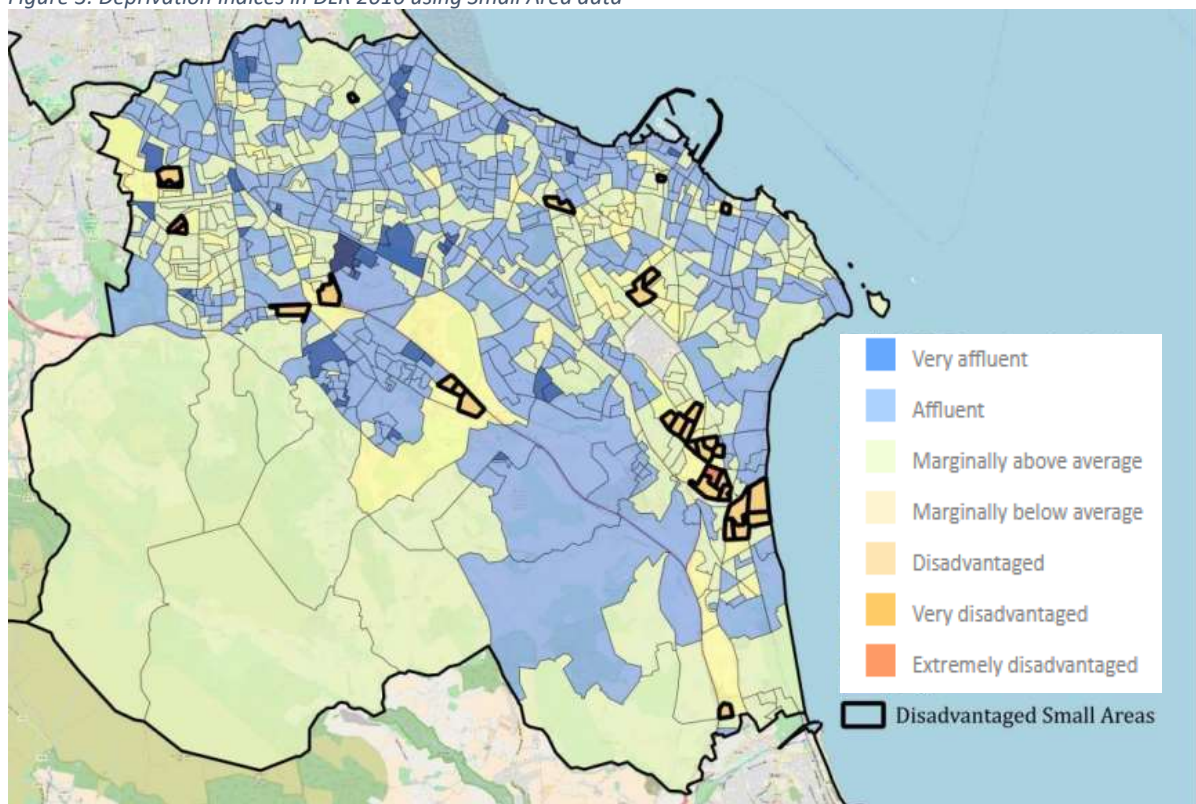 Figure 3: Deprivation indices in DLR 2016 using Small Area data
Very affluent
Affluent
Marginally above average
Marginally below average
Disadvantaged
Very disadvantaged
Extremely disadvantaged
Disadvantaged Small Areas